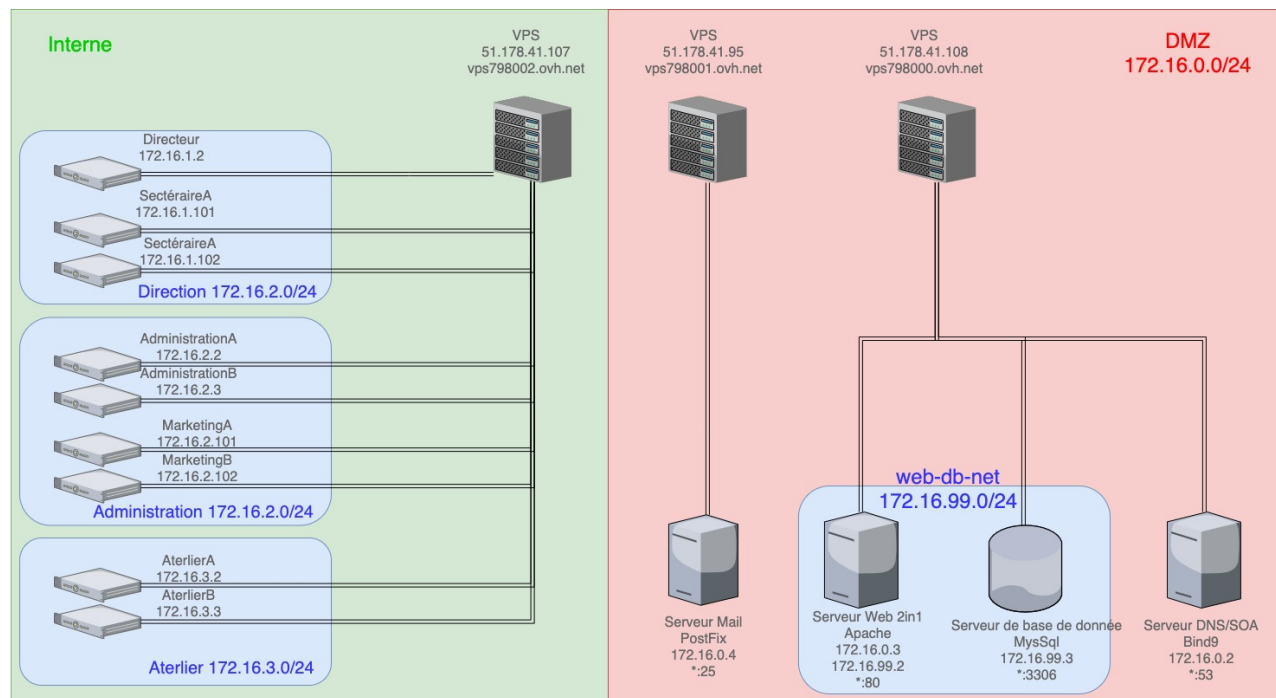 Interne
VPS
51.178.41.107
vps798002.ovh.net
Directeur
172.16.1.2
SectéraireA
172.16.1.101
SectéraireA
172.16.1.102
Direction 172.16.2.0/24
AdministrationA
172.16.2.2
AdministrationB
172.16.2.3
MarketingA
172.16.2.101
MarketingB
172.16.2.102
Administration 172.16.2.0/24
AterlierA
172.16.3.2
AterlierB
172.16.3.3
Aterlier 172.16.3.0/24
VPS
51.178.41.95
vps798001.ovh.net
VPS
51.178.41.108
vps798000.ovh.net
DMZ
172.16.0.0/24
web-db-net
172.16.99.0/24
Serveur Mail
PostFix
172.16.0.4
*:25
Serveur Web 2in1
Apache
172.16.0.3
172.16.99.2
*:80
Serveur de base de donnée
MysSql
172.16.99.3
*:3306
Serveur DNS/SOA
Bind9
172.16.0.2
*:53